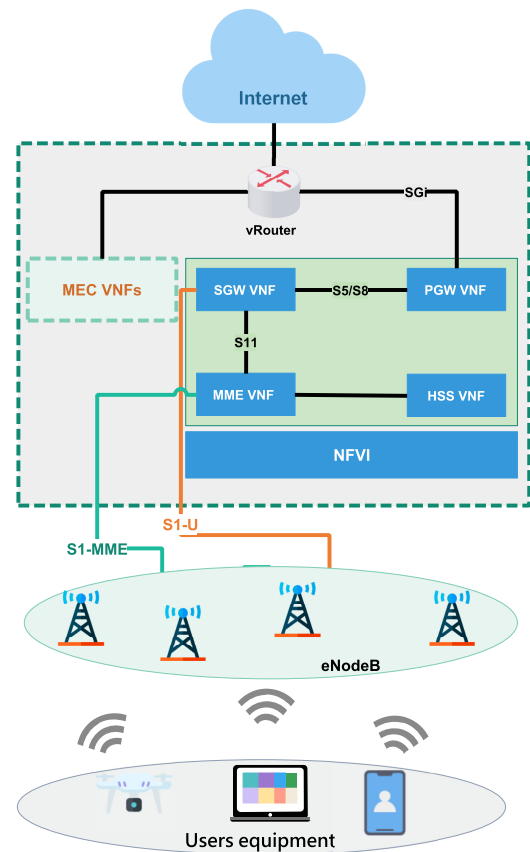 Internet
SGi
vRouter
MEC VNFs
SGW VNF
S5/S8
PGW VNF
S11
MME VNF
HSS VNF
NFVI
S1-U
S1-MME
eNodeB
Users equipment